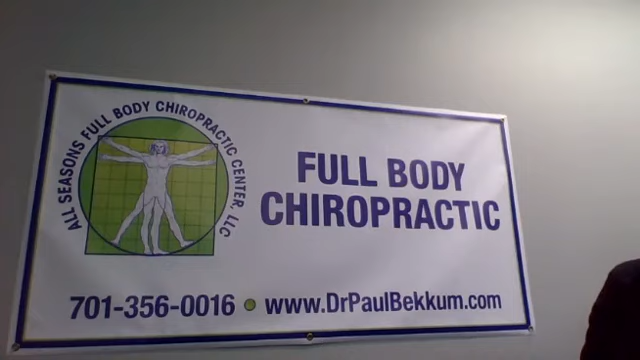 ALL SEASONS FULL BODY CHIROPRACTIC CENTER, LLC
FULL BODY
CHIROPRACTIC
701-356-0016 • www.DrPaulBekkum.com